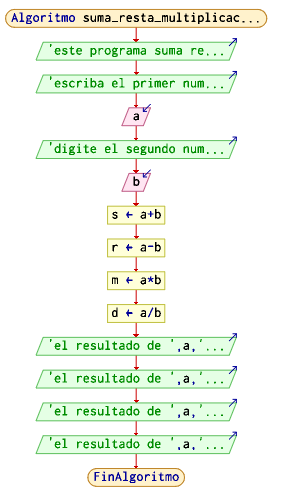 Algoritmo suma_resta_multiplicac...
'este programa suma re...
'escriba el primer num...
a
'digite el segundo num...
b
s ← a+b
r ← a-b
m ← a*b
d ← a/b
'el resultado de ',a,'...
'el resultado de ',a,'...
'el resultado de ',a,'...
'el resultado de ',a,'...
FinAlgoritmo